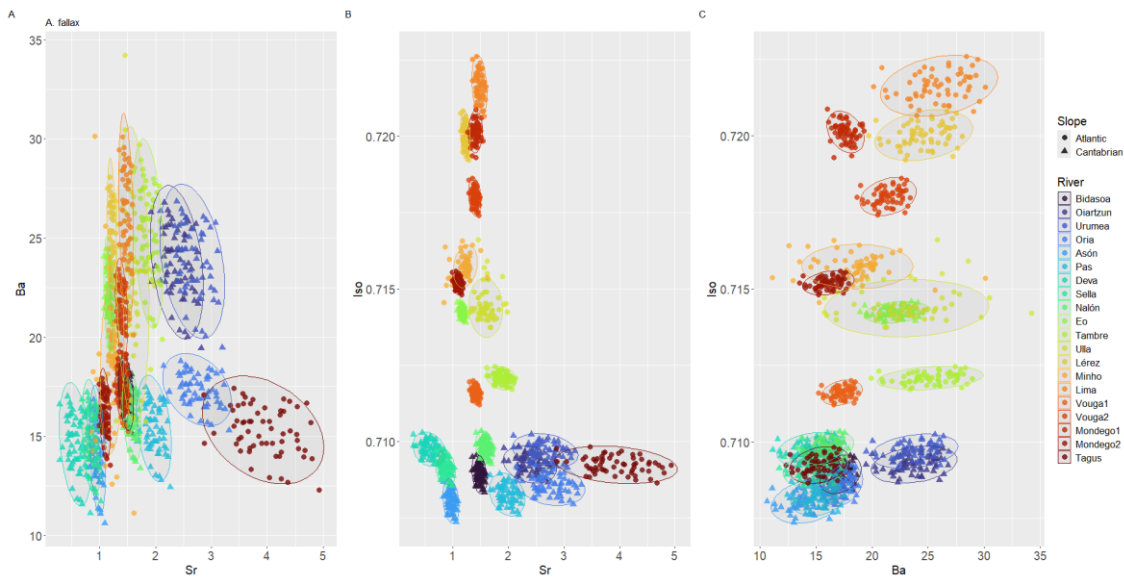 A
B
C
A. fallax
35
30
25
20
15
10
Ba
1
2
3
4
5
Sr
0.720
0.715
0.710
Iso
0
1
2
3
4
5
Sr
0.720
0.715
0.710
Iso
10
15
20
25
30
35
Ba
Slope
Atlantic
Cantabrian
River
Bidasoa
Oiartzun
Urumea
Oria
Asón
Pas
Deva
Sella
Nalón
Eo
Tambre
Ulla
Lérez
Minho
Lima
Vouga1
Vouga2
Mondego1
Mondego2
Tagus